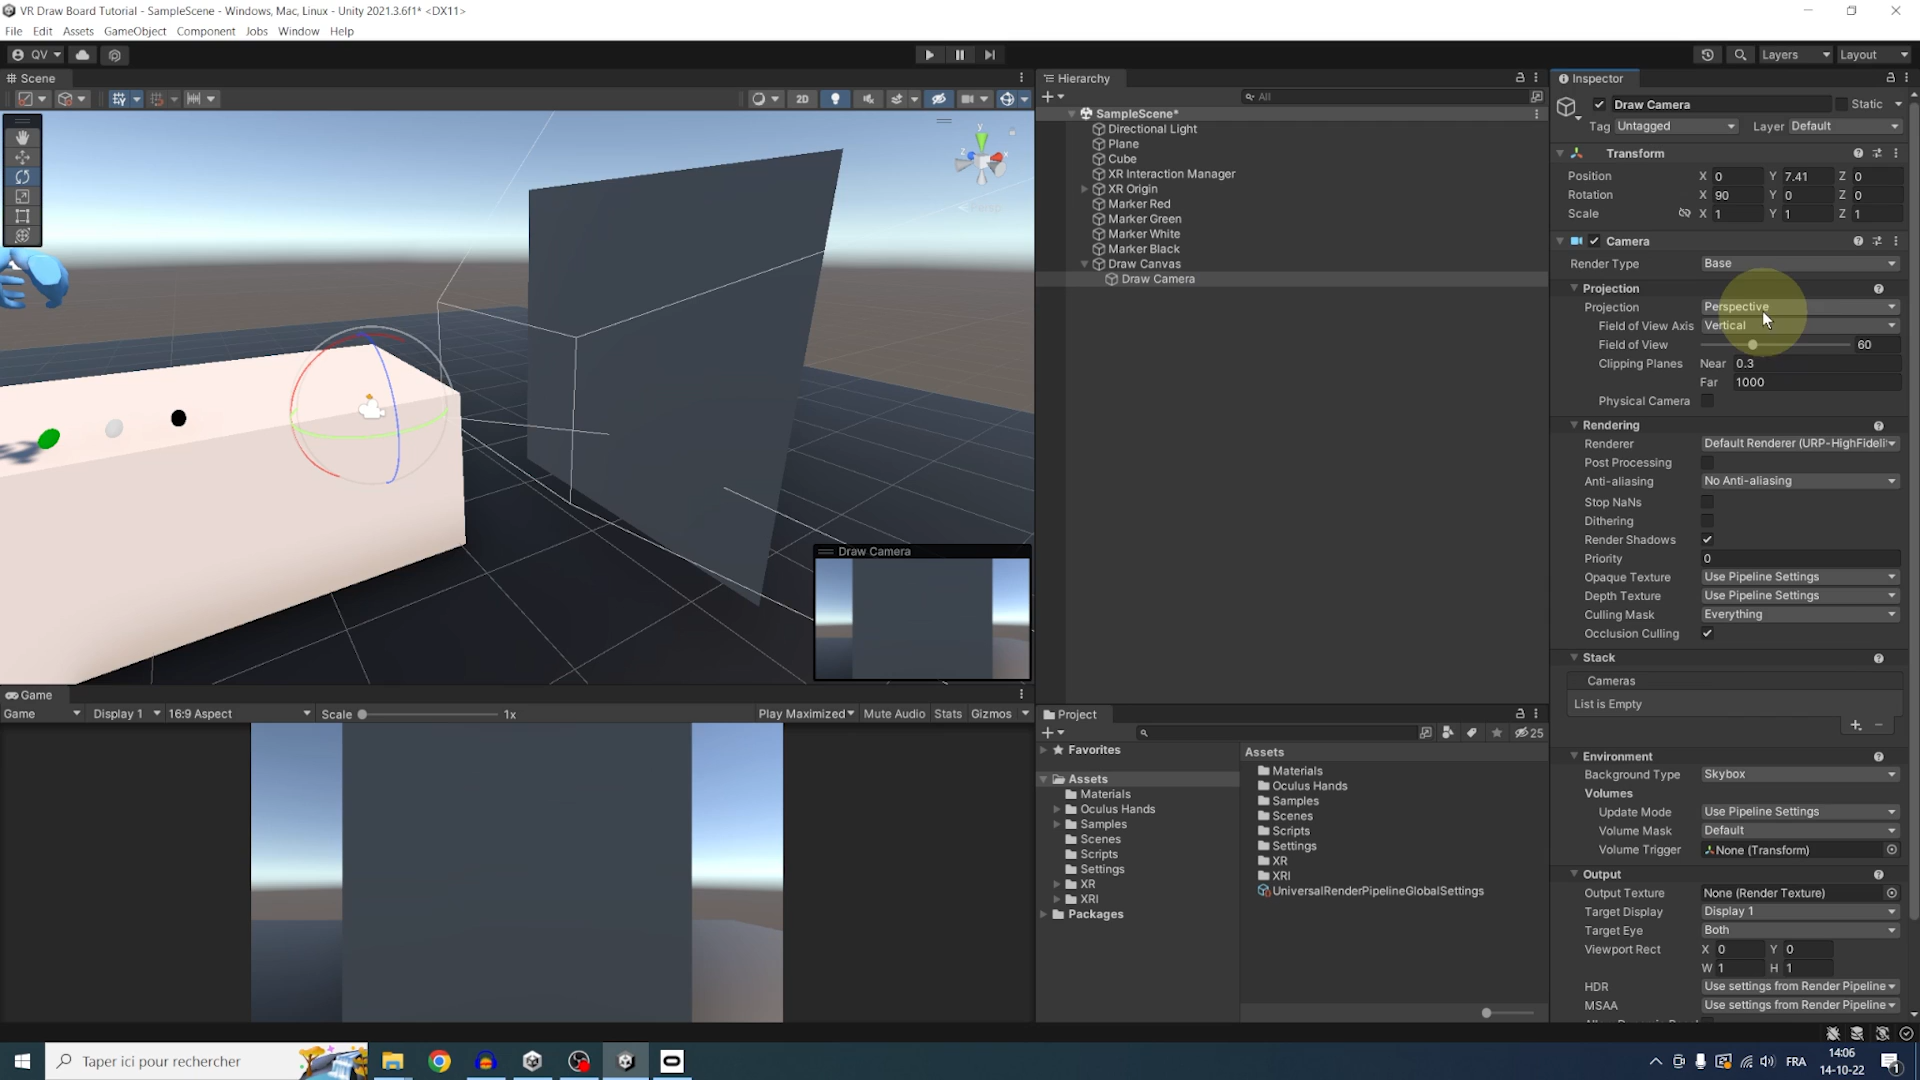 VR Draw Board Tutorial - SampleScene - Windows, Mac, Linux - Unity 2021.3.6f1* <DX11>
File Edit Assets GameObject Component Jobs Window Help
QV Layers Layout
Scene
2D
y
x
z
Persp
Draw Camera
Game
Game Display 1 16:9 Aspect Scale 1x Play Maximized Mute Audio Stats Gizmos
Hierarchy
All
SampleScene*
Directional Light
Plane
Cube
XR Interaction Manager
XR Origin
Marker Red
Marker Green
Marker White
Marker Black
Draw Canvas
Draw Camera
Project
25
Favorites
Assets
Materials
Oculus Hands
Samples
Scenes
Scripts
Settings
XR
XRI
Packages
Assets
Materials
Oculus Hands
Samples
Scenes
Scripts
Settings
XR
XRI
UniversalRenderPipelineGlobalSettings
Inspector
Draw Camera Static
Tag Untagged Layer Default
Transform
Position X 0 Y 7.41 Z 0
Rotation X 90 Y 0 Z 0
Scale X 1 Y 1 Z 1
Camera
Render Type Base
Projection
Projection Perspective
Field of View Axis Vertical
Field of View 60
Clipping Planes Near 0.3
Far 1000
Physical Camera
Rendering
Renderer Default Renderer (URP-HighFideli
Post Processing
Anti-aliasing No Anti-aliasing
Stop NaNs
Dithering
Render Shadows
Priority 0
Opaque Texture Use Pipeline Settings
Depth Texture Use Pipeline Settings
Culling Mask Everything
Occlusion Culling
Stack
Cameras
List is Empty
Environment
Background Type Skybox
Volumes
Update Mode Use Pipeline Settings
Volume Mask Default
Volume Trigger None (Transform)
Output
Output Texture None (Render Texture)
Target Display Display 1
Target Eye Both
Viewport Rect X 0 Y 0
W 1 H 1
HDR Use settings from Render Pipeline
MSAA Use settings from Render Pipeline
Taper ici pour rechercher
FRA
14:06
14-10-22
1